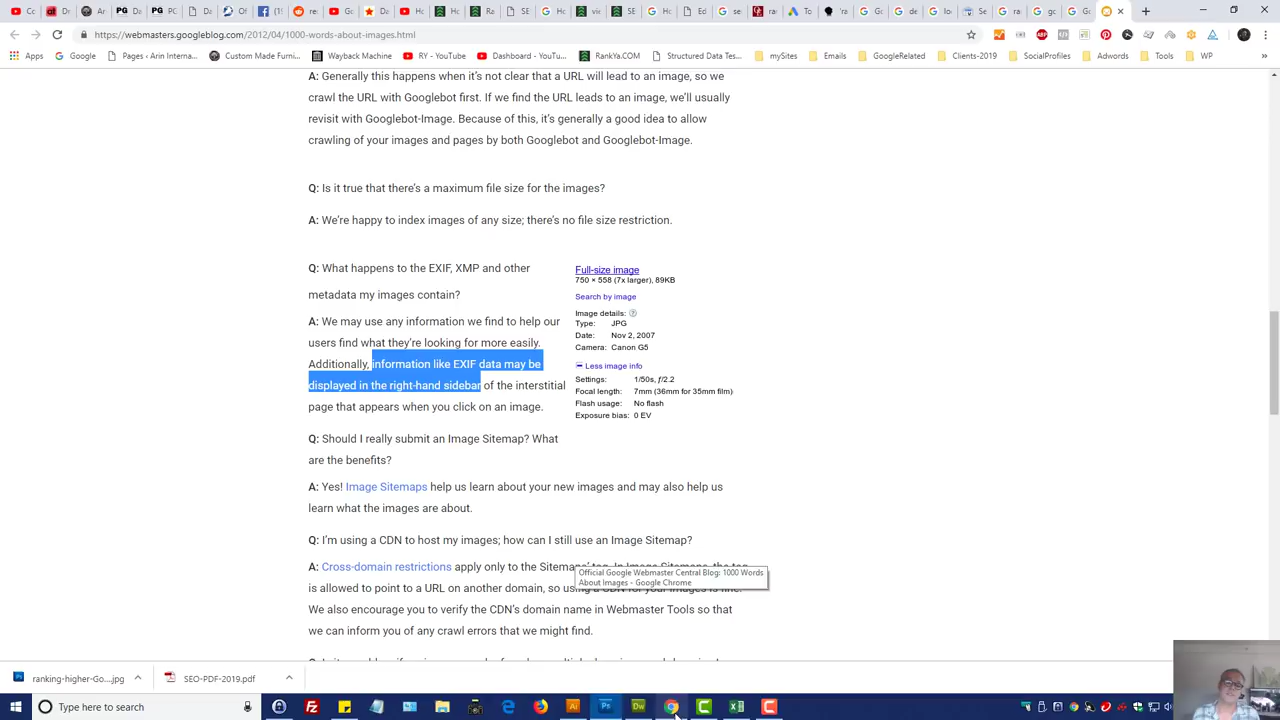 https://webmasters.googleblog.com/2012/04/1000-words-about-images.html
Apps
Google
Pages ‹ Arin Interna...
Custom Made Furni...
Wayback Machine
RY - YouTube
Dashboard - YouTu...
RankYa.COM
Structured Data Tes...
mySites
Emails
GoogleRelated
Clients-2019
SocialProfiles
Adwords
Tools
WP
A: Generally this happens when it's not clear that a URL will lead to an image, so we
crawl the URL with Googlebot first. If we find the URL leads to an image, we'll usually
revisit with Googlebot-Image. Because of this, it's generally a good idea to allow
crawling of your images and pages by both Googlebot and Googlebot-Image.
Q: Is it true that there's a maximum file size for the images?
A: We're happy to index images of any size; there's no file size restriction.
Q: What happens to the EXIF, XMP and other
metadata my images contain?
A: We may use any information we find to help our
users find what they're looking for more easily.
Additionally, information like EXIF data may be
displayed in the right-hand sidebar of the interstitial
page that appears when you click on an image.
Full-size image
750 × 558 (7x larger), 89KB
Search by image
Image details:
Type: JPG
Date: Nov 2, 2007
Camera: Canon G5
Less image info
Settings: 1/50s, ƒ/2.2
Focal length: 7mm (36mm for 35mm film)
Flash usage: No flash
Exposure bias: 0 EV
Q: Should I really submit an Image Sitemap? What
are the benefits?
A: Yes! Image Sitemaps help us learn about your new images and may also help us
learn what the images are about.
Q: I'm using a CDN to host my images; how can I still use an Image Sitemap?
A: Cross-domain restrictions apply only to the Sitemaps' tag. In Image Sitemaps, the tag
is allowed to point to a URL on another domain, so using a CDN for your images is fine.
We also encourage you to verify the CDN's domain name in Webmaster Tools so that
we can inform you of any crawl errors that we might find.
Official Google Webmaster Central Blog: 1000 Words
About Images - Google Chrome
ranking-higher-Go....jpg
SEO-PDF-2019.pdf
Type here to search